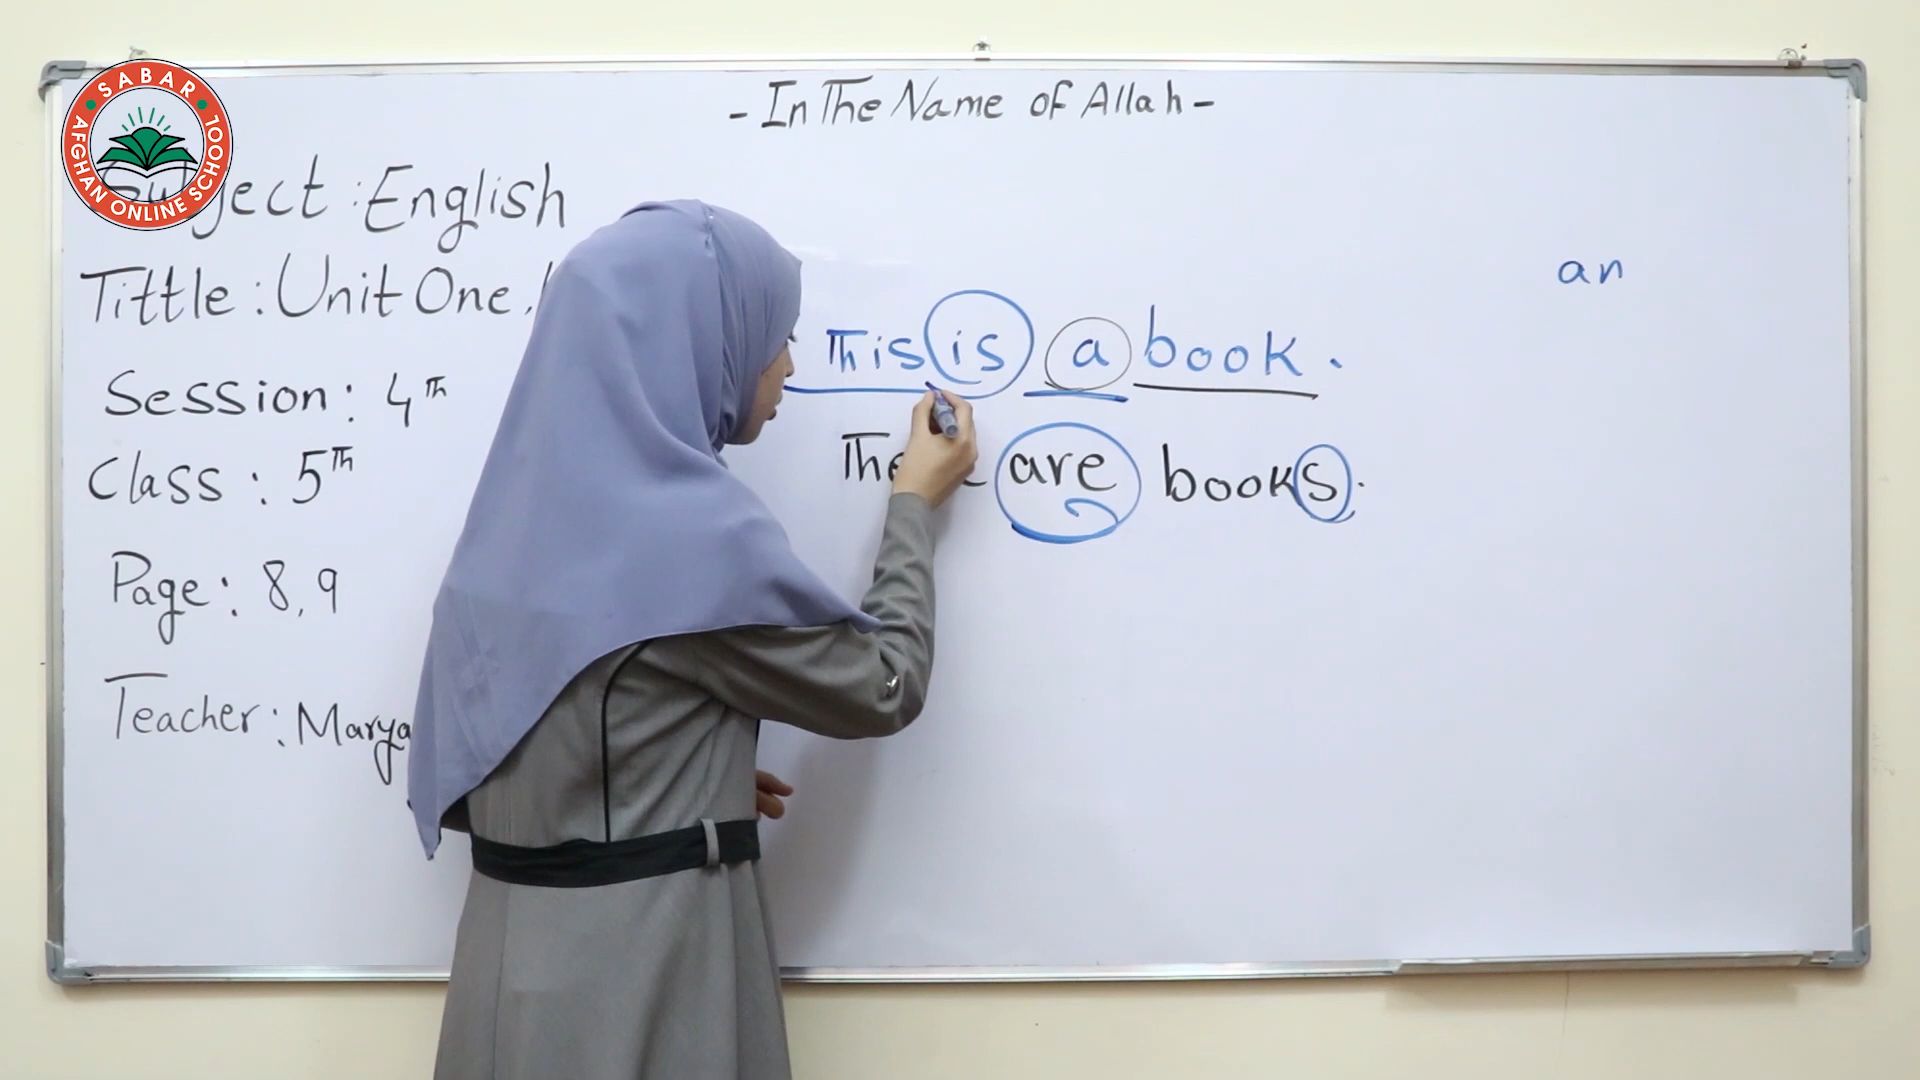 SABAR
AFGHAN ONLINE SCHOOL
- In The Name of Allah -
Subject : English
Tittle : Unit One,
Session : 4th
Class : 5th
Page : 8,9
Teacher : Marya
an
This is a book.
are books.